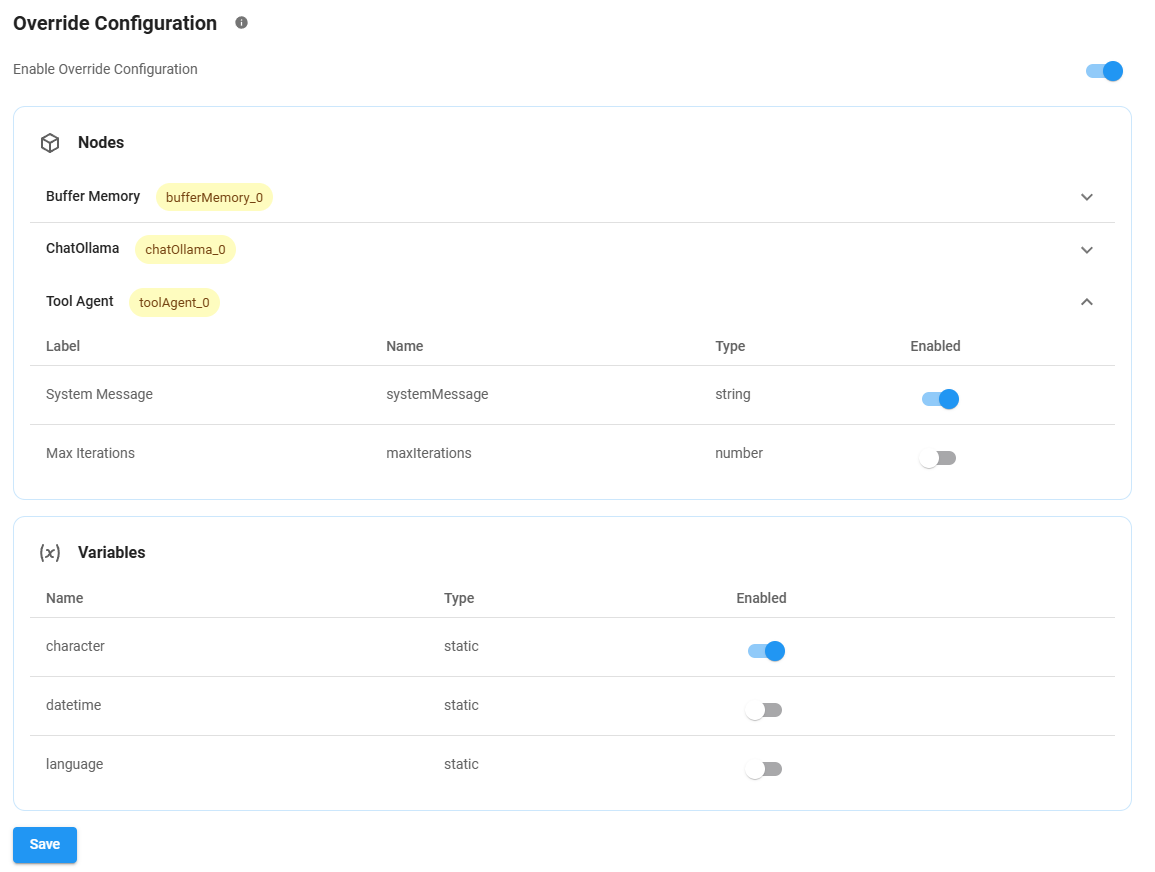 Override Configuration
Enable Override Configuration
Nodes
Buffer Memory bufferMemory_0
ChatOllama chatOllama_0
Tool Agent toolAgent_0
Label Name Type Enabled
System Message systemMessage string
Max Iterations maxIterations number
(x) Variables
Name Type Enabled
character static
datetime static
language static
Save